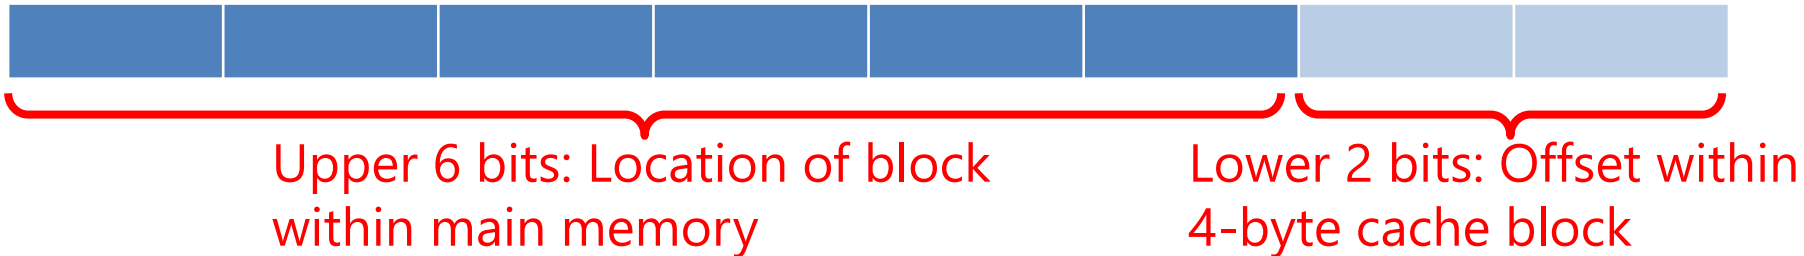 Upper 6 bits: Location of block
within main memory
Lower 2 bits: Offset within
4-byte cache block